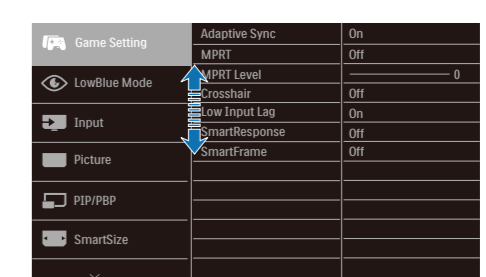 Game Setting
LowBlue Mode
Input
Picture
PIP/PBP
SmartSize
Adaptive Sync On
MPRT Off
MPRT Level 0
Crosshair Off
Low Input Lag On
SmartResponse Off
SmartFrame Off